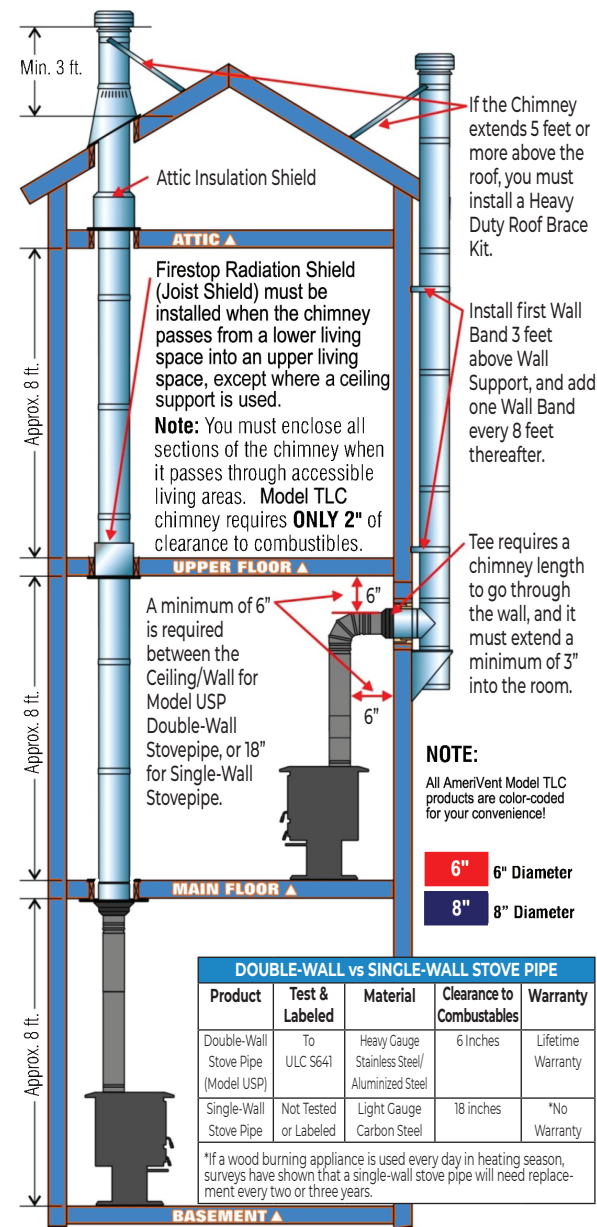 Min. 3 ft.
If the Chimney
extends 5 feet or
more above the
roof, you must
install a Heavy
Duty Roof Brace
Kit.
Attic Insulation Shield
ATTIC ▲
Approx. 8 ft.
Firestop Radiation Shield
(Joist Shield) must be
installed when the chimney
passes from a lower living
space into an upper living
space, except where a ceiling
support is used.
Note: You must enclose all
sections of the chimney when
it passes through accessible
living areas. Model TLC
chimney requires ONLY 2" of
clearance to combustibles.
Install first Wall
Band 3 feet
above Wall
Support, and add
one Wall Band
every 8 feet
thereafter.
UPPER FLOOR ▲
Tee requires a
chimney length
to go through
the wall, and it
must extend a
minimum of 3”
into the room.
Approx. 8 ft.
A minimum of 6”
is required
between the
Ceiling/Wall for
Model USP
Double-Wall
Stovepipe, or 18”
for Single-Wall
Stovepipe.
6”
6”
NOTE:
All AmeriVent Model TLC
products are color-coded
for your convenience!
6" 6" Diameter
8" 8” Diameter
MAIN FLOOR ▲
Approx. 8 ft.
DOUBLE-WALL vs SINGLE-WALL STOVE PIPE
Product Test & Labeled Material Clearance to Combustables Warranty
Double-Wall Stove Pipe (Model USP) To ULC S641 Heavy Gauge Stainless Steel/ Aluminized Steel 6 Inches Lifetime Warranty
Single-Wall Stove Pipe Not Tested or Labeled Light Gauge Carbon Steel 18 inches *No Warranty
*If a wood burning appliance is used every day in heating season,
surveys have shown that a single-wall stove pipe will need replace-
ment every two or three years.
BASEMENT ▲